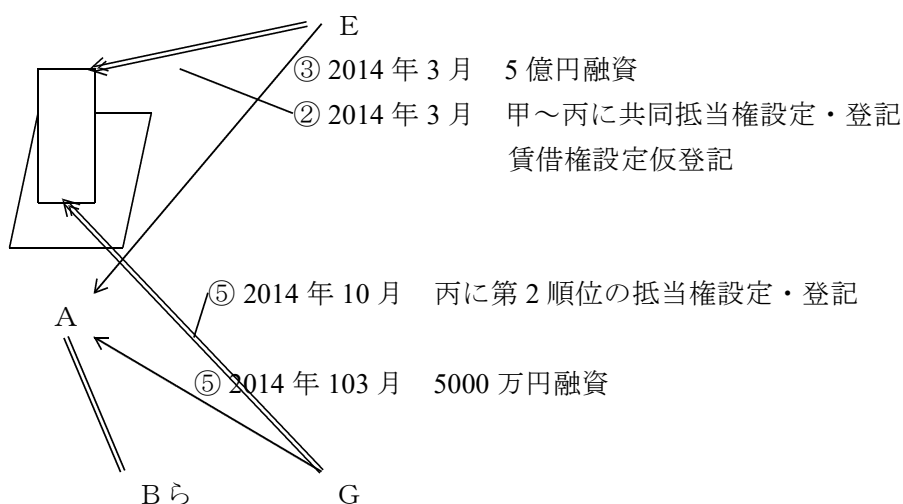 E
③ 2014 年 3 月　5 億円融資
② 2014 年 3 月　甲～丙に共同抵当権設定・登記
賃借権設定仮登記
⑤ 2014 年 10 月　丙に第 2 順位の抵当権設定・登記
A
⑤ 2014 年 103 月　5000 万円融資
Bら　G